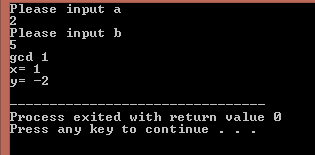 Please input a
2
Please input b
5
gcd 1
x= 1
y= -2
--------------------------------
Process exited with return value 0
Press any key to continue . . .